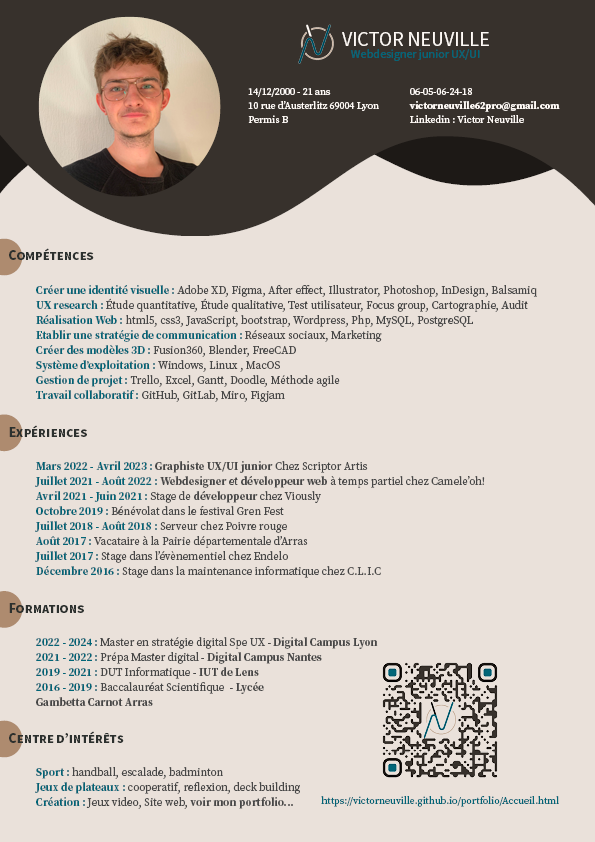 VICTOR NEUVILLE
Webdesigner junior UX/UI
14/12/2000 - 21 ans
10 rue d'Austerlitz 69004 Lyon
Permis B
06-05-06-24-18
victorneuville62pro@gmail.com
Linkedin : Victor Neuville
COMPÉTENCES
Créer une identité visuelle : Adobe XD, Figma, After effect, Illustrator, Photoshop, InDesign, Balsamiq
UX research : Étude quantitative, Étude qualitative, Test utilisateur, Focus group, Cartographie, Audit
Réalisation Web : html5, css3, JavaScript, bootstrap, Wordpress, Php, MySQL, PostgreSQL
Etablir une stratégie de communication : Réseaux sociaux, Marketing
Créer des modèles 3D : Fusion360, Blender, FreeCAD
Système d'exploitation : Windows, Linux , MacOS
Gestion de projet : Trello, Excel, Gantt, Doodle, Méthode agile
Travail collaboratif : GitHub, GitLab, Miro, Figjam
EXPÉRIENCES
Mars 2022 - Avril 2023 : Graphiste UX/UI junior Chez Scriptor Artis
Juillet 2021 - Août 2022 : Webdesigner et développeur web à temps partiel chez Camele'oh!
Avril 2021 - Juin 2021 : Stage de développeur chez Viously
Octobre 2019 : Bénévolat dans le festival Gren Fest
Juillet 2018 - Août 2018 : Serveur chez Poivre rouge
Août 2017 : Vacataire à la Pairie départementale d'Arras
Juillet 2017 : Stage dans l'évènementiel chez Endelo
Décembre 2016 : Stage dans la maintenance informatique chez C.L.I.C
FORMATIONS
2022 - 2024 : Master en stratégie digital Spe UX - Digital Campus Lyon
2021 - 2022 : Prépa Master digital - Digital Campus Nantes
2019 - 2021 : DUT Informatique - IUT de Lens
2016 - 2019 : Baccalauréat Scientifique - Lycée
Gambetta Carnot Arras
CENTRE D'INTÉRÊTS
Sport : handball, escalade, badminton
Jeux de plateaux : cooperatif, reflexion, deck building
Création : Jeux video, Site web, voir mon portfolio...
https://victorneuville.github.io/portfolio/Accueil.html